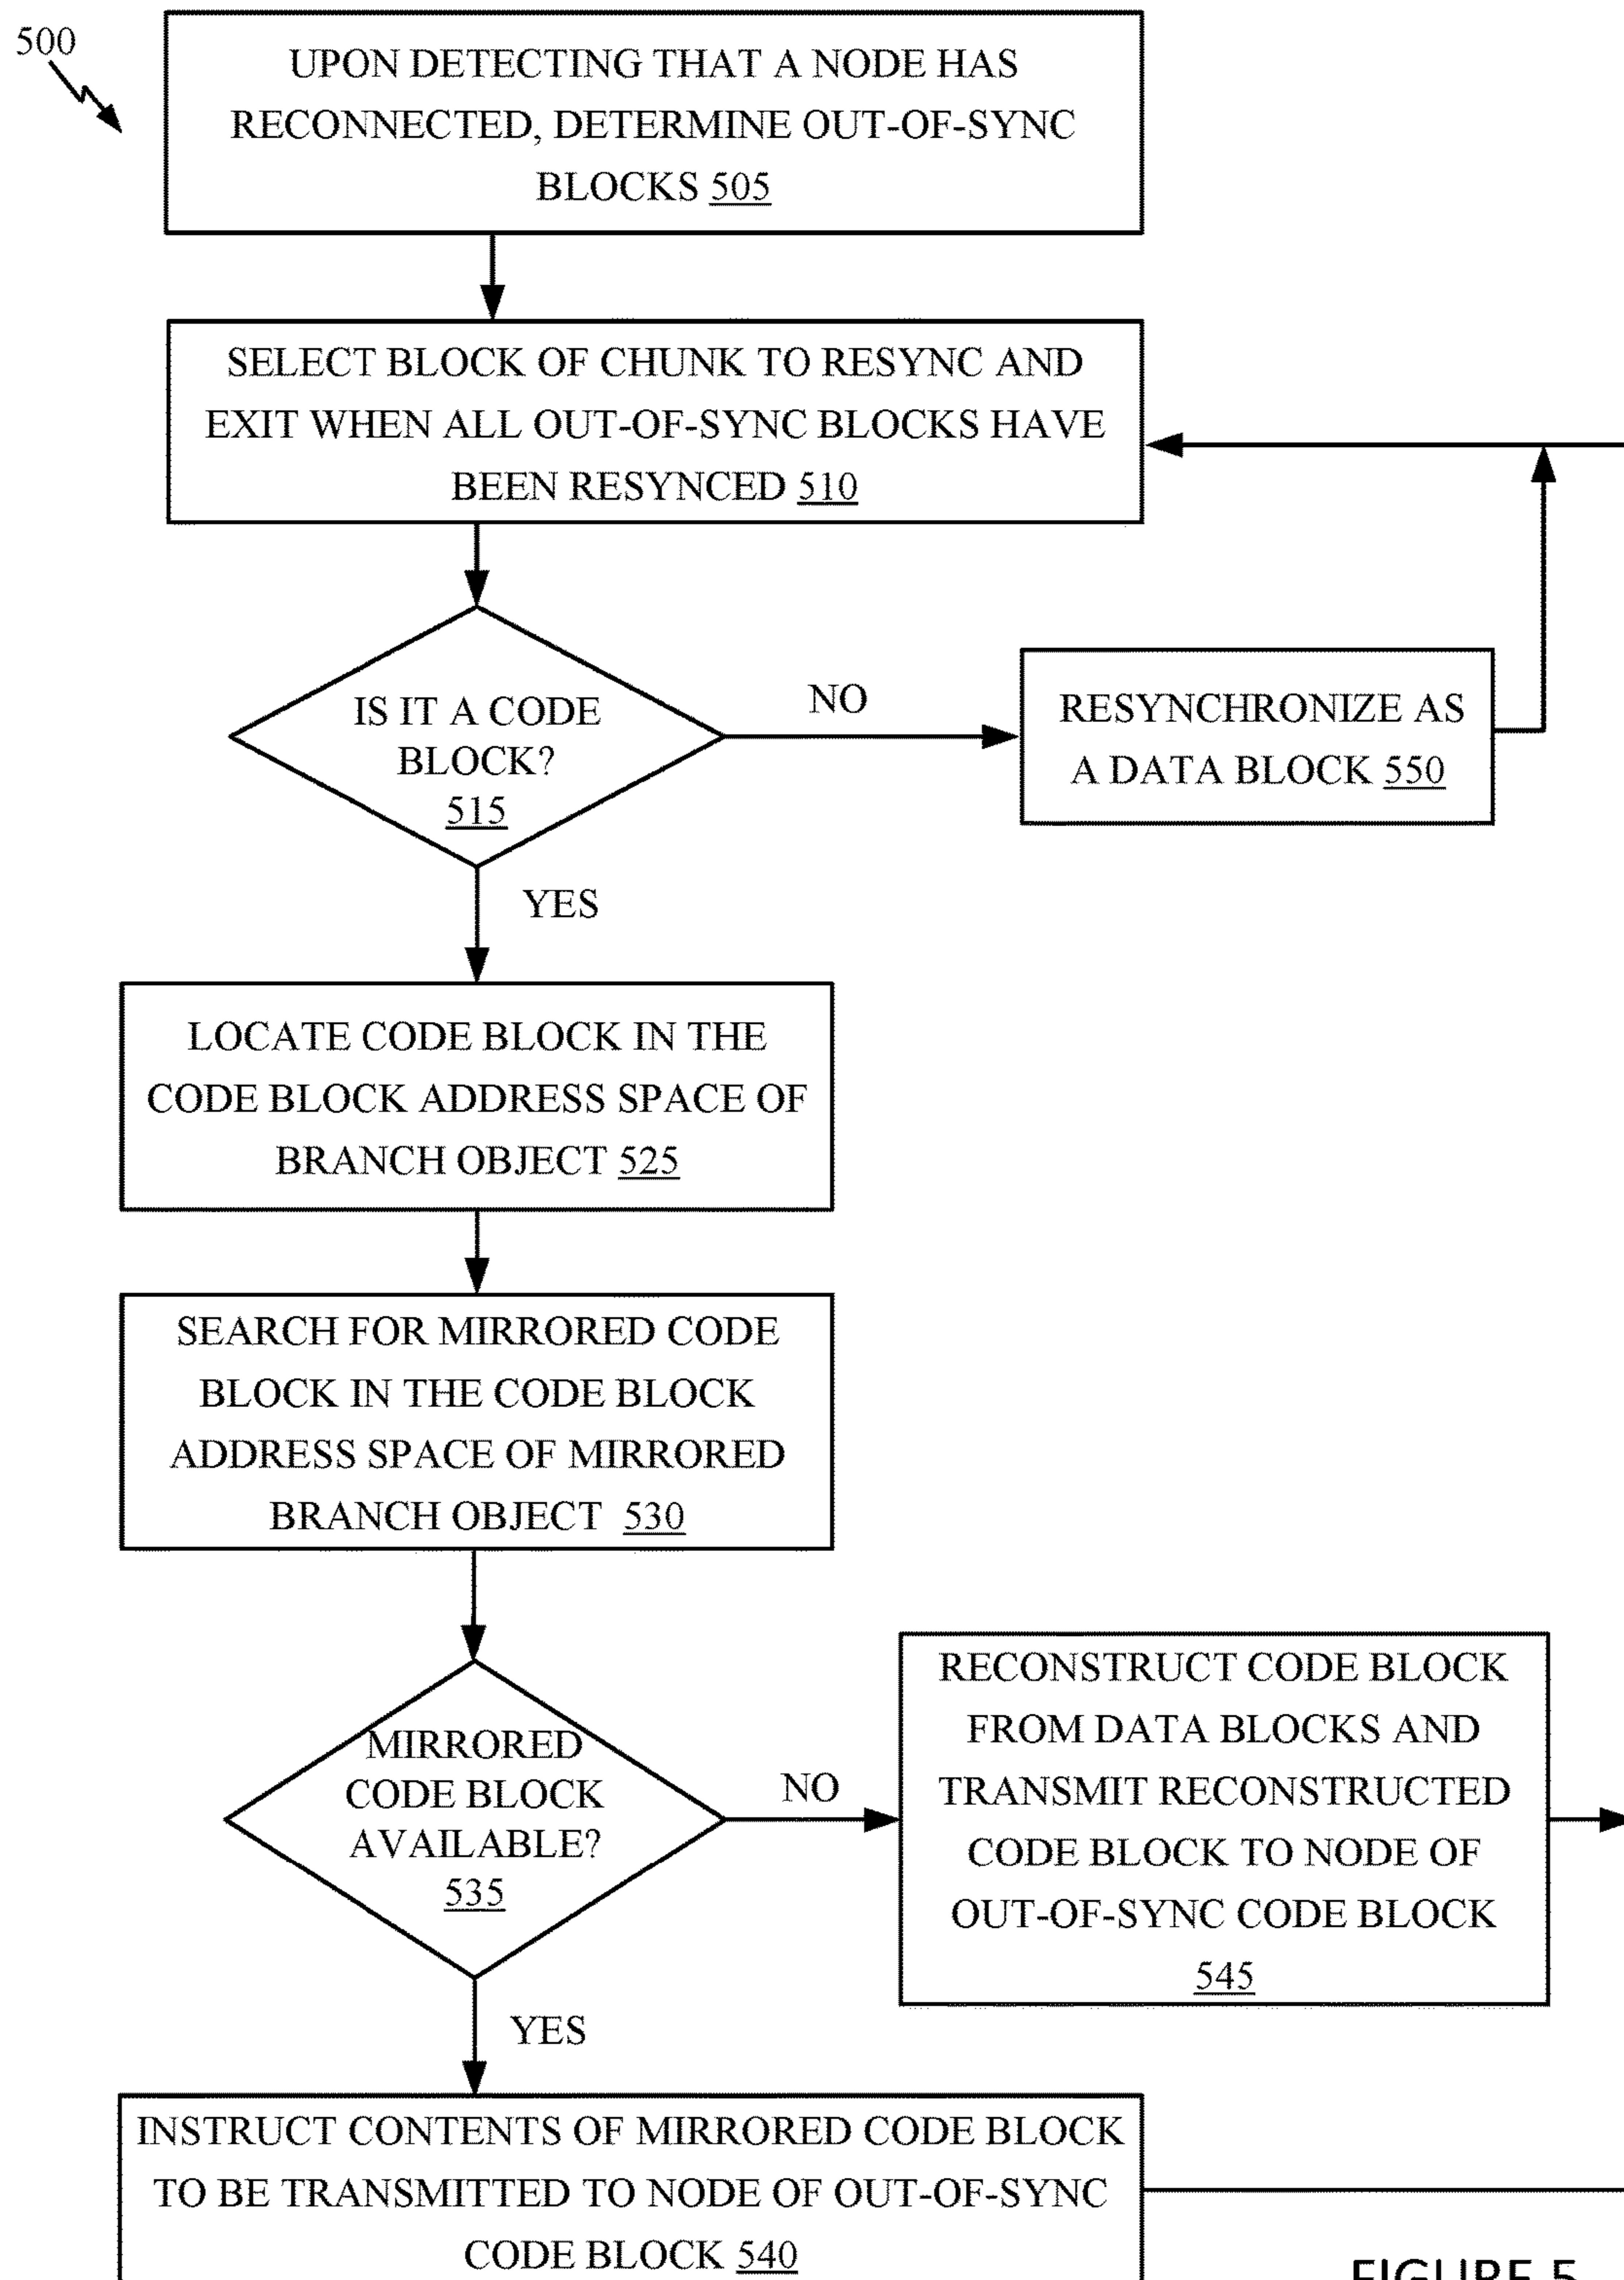 500
UPON DETECTING THAT A NODE HAS
RECONNECTED, DETERMINE OUT-OF-SYNC
BLOCKS 505
SELECT BLOCK OF CHUNK TO RESYNC AND
EXIT WHEN ALL OUT-OF-SYNC BLOCKS HAVE
BEEN RESYNCED 510
IS IT A CODE
BLOCK?
515
NO
RESYNCHRONIZE AS
A DATA BLOCK 550
YES
LOCATE CODE BLOCK IN THE
CODE BLOCK ADDRESS SPACE OF
BRANCH OBJECT 525
SEARCH FOR MIRRORED CODE
BLOCK IN THE CODE BLOCK
ADDRESS SPACE OF MIRRORED
BRANCH OBJECT 530
MIRRORED
CODE BLOCK
AVAILABLE?
535
NO
RECONSTRUCT CODE BLOCK
FROM DATA BLOCKS AND
TRANSMIT RECONSTRUCTED
CODE BLOCK TO NODE OF
OUT-OF-SYNC CODE BLOCK
545
YES
INSTRUCT CONTENTS OF MIRRORED CODE BLOCK
TO BE TRANSMITTED TO NODE OF OUT-OF-SYNC
CODE BLOCK 540
FIGURE 5